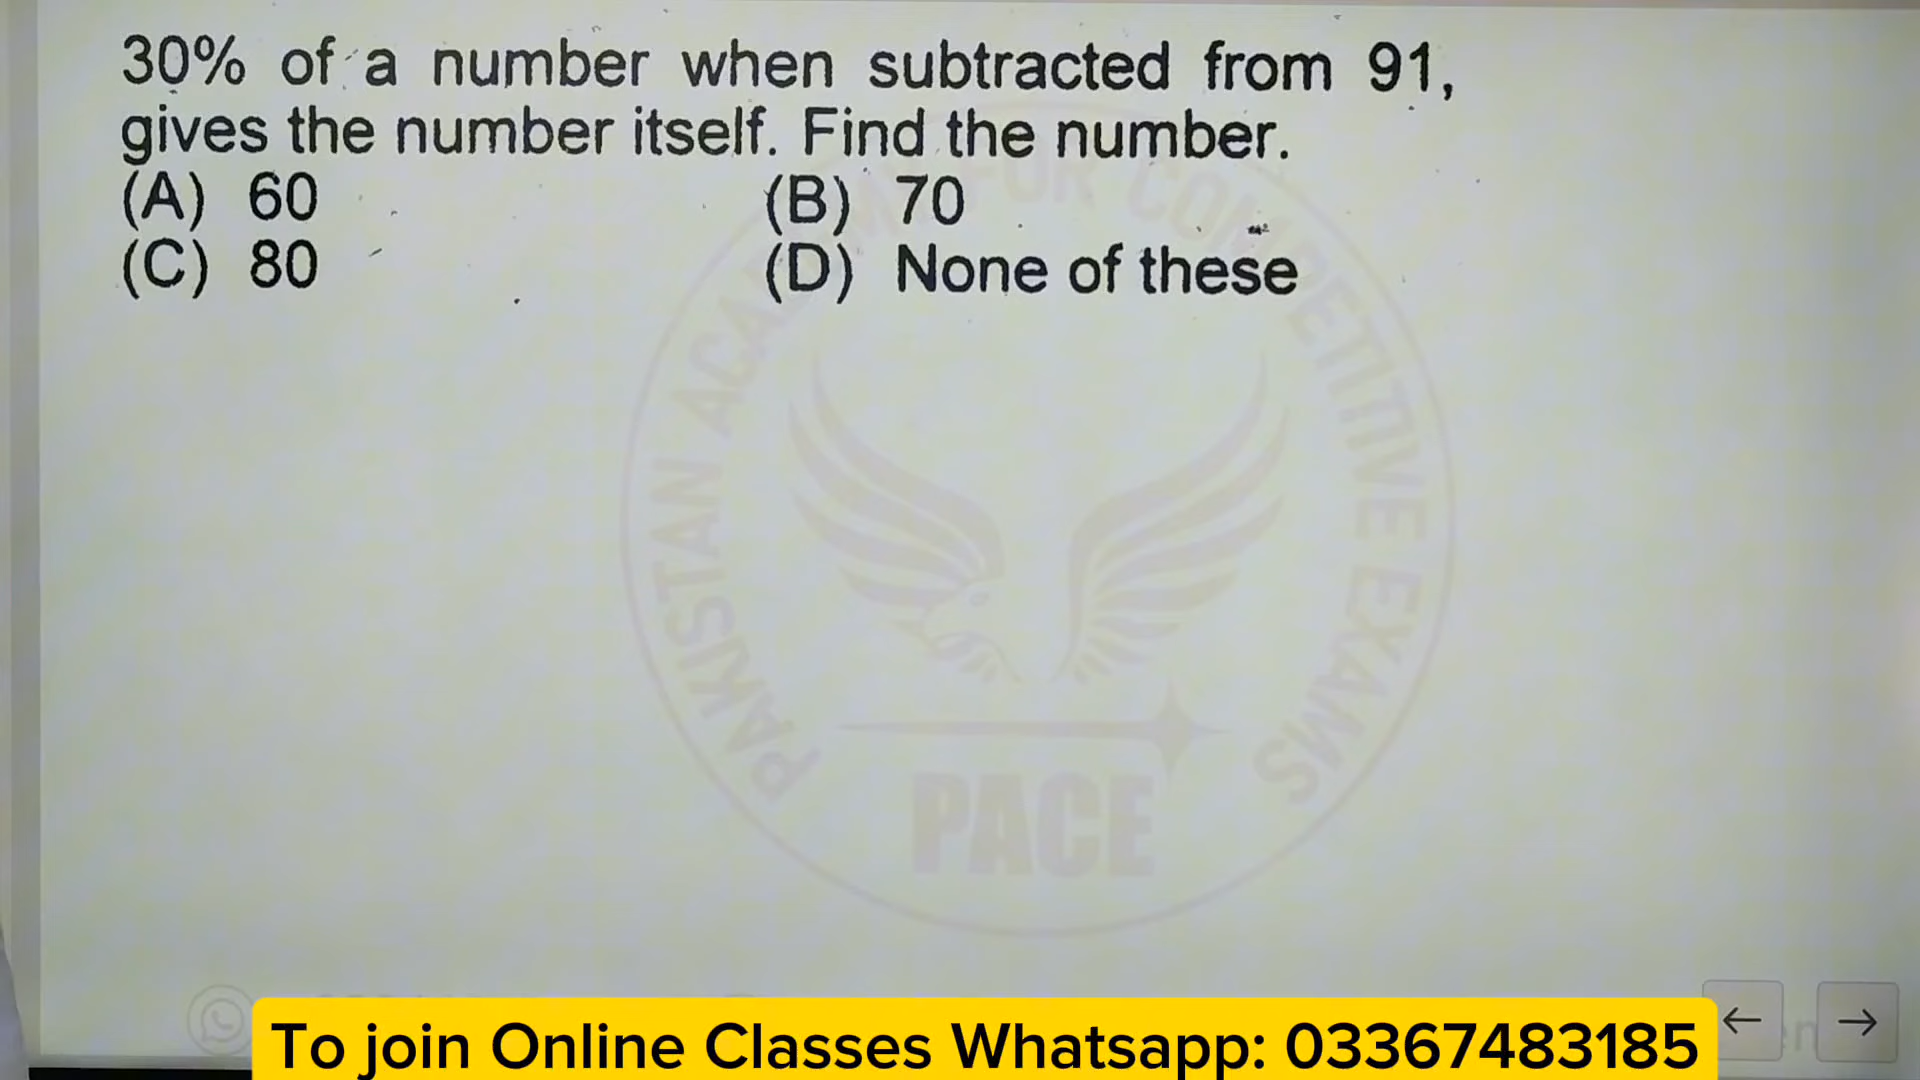 30% of a number when subtracted from 91,
gives the number itself. Find the number.
(A) 60 (B) 70
(C) 80 (D) None of these
PAKISTAN ACADEMY FOR COMPETITIVE EXAMS
PACE
To join Online Classes Whatsapp: 03367483185